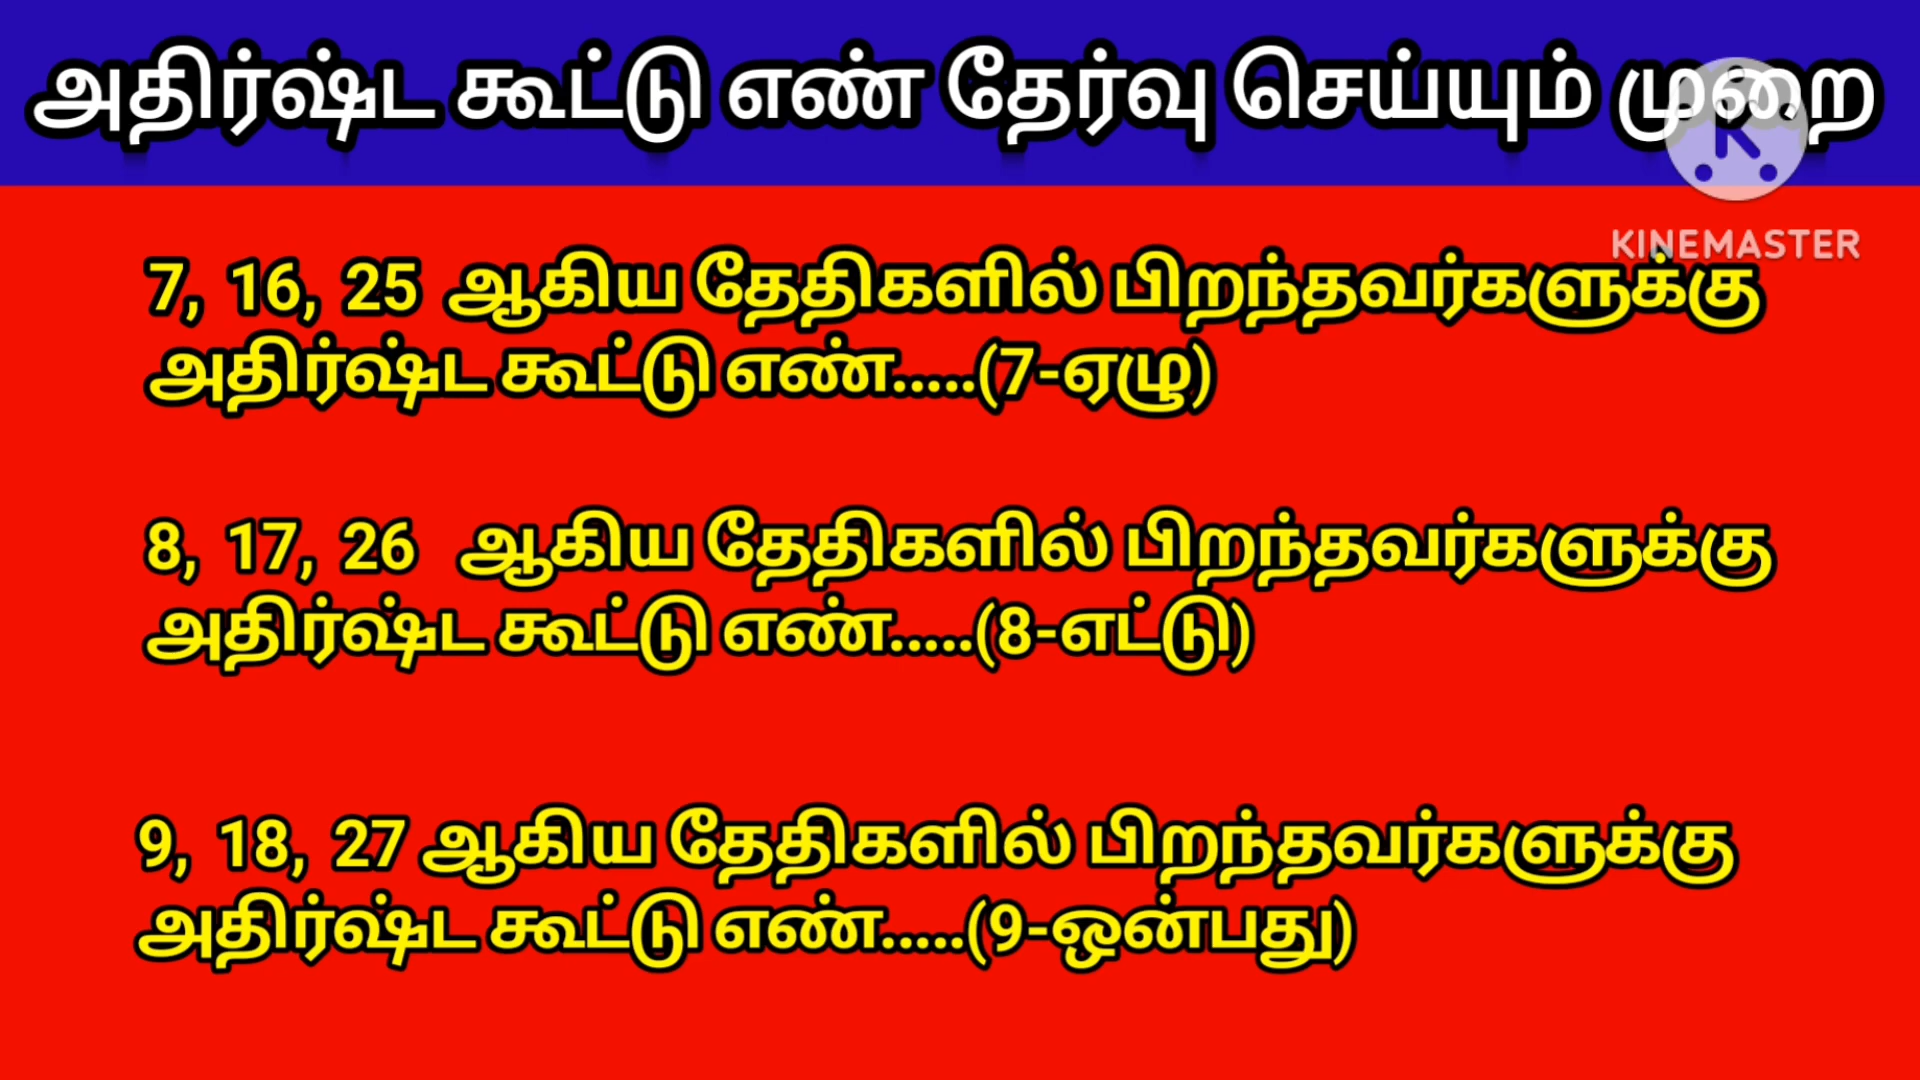 அதிர்ஷ்ட கூட்டு எண் தேர்வு செய்யும் முறை
KINEMASTER
7, 16, 25 ஆகிய தேதிகளில் பிறந்தவர்களுக்கு
அதிர்ஷ்ட கூட்டு எண்.....(7-ஏழு)
8, 17, 26 ஆகிய தேதிகளில் பிறந்தவர்களுக்கு
அதிர்ஷ்ட கூட்டு எண்.....(8-எட்டு)
9, 18, 27 ஆகிய தேதிகளில் பிறந்தவர்களுக்கு
அதிர்ஷ்ட கூட்டு எண்.....(9-ஒன்பது)